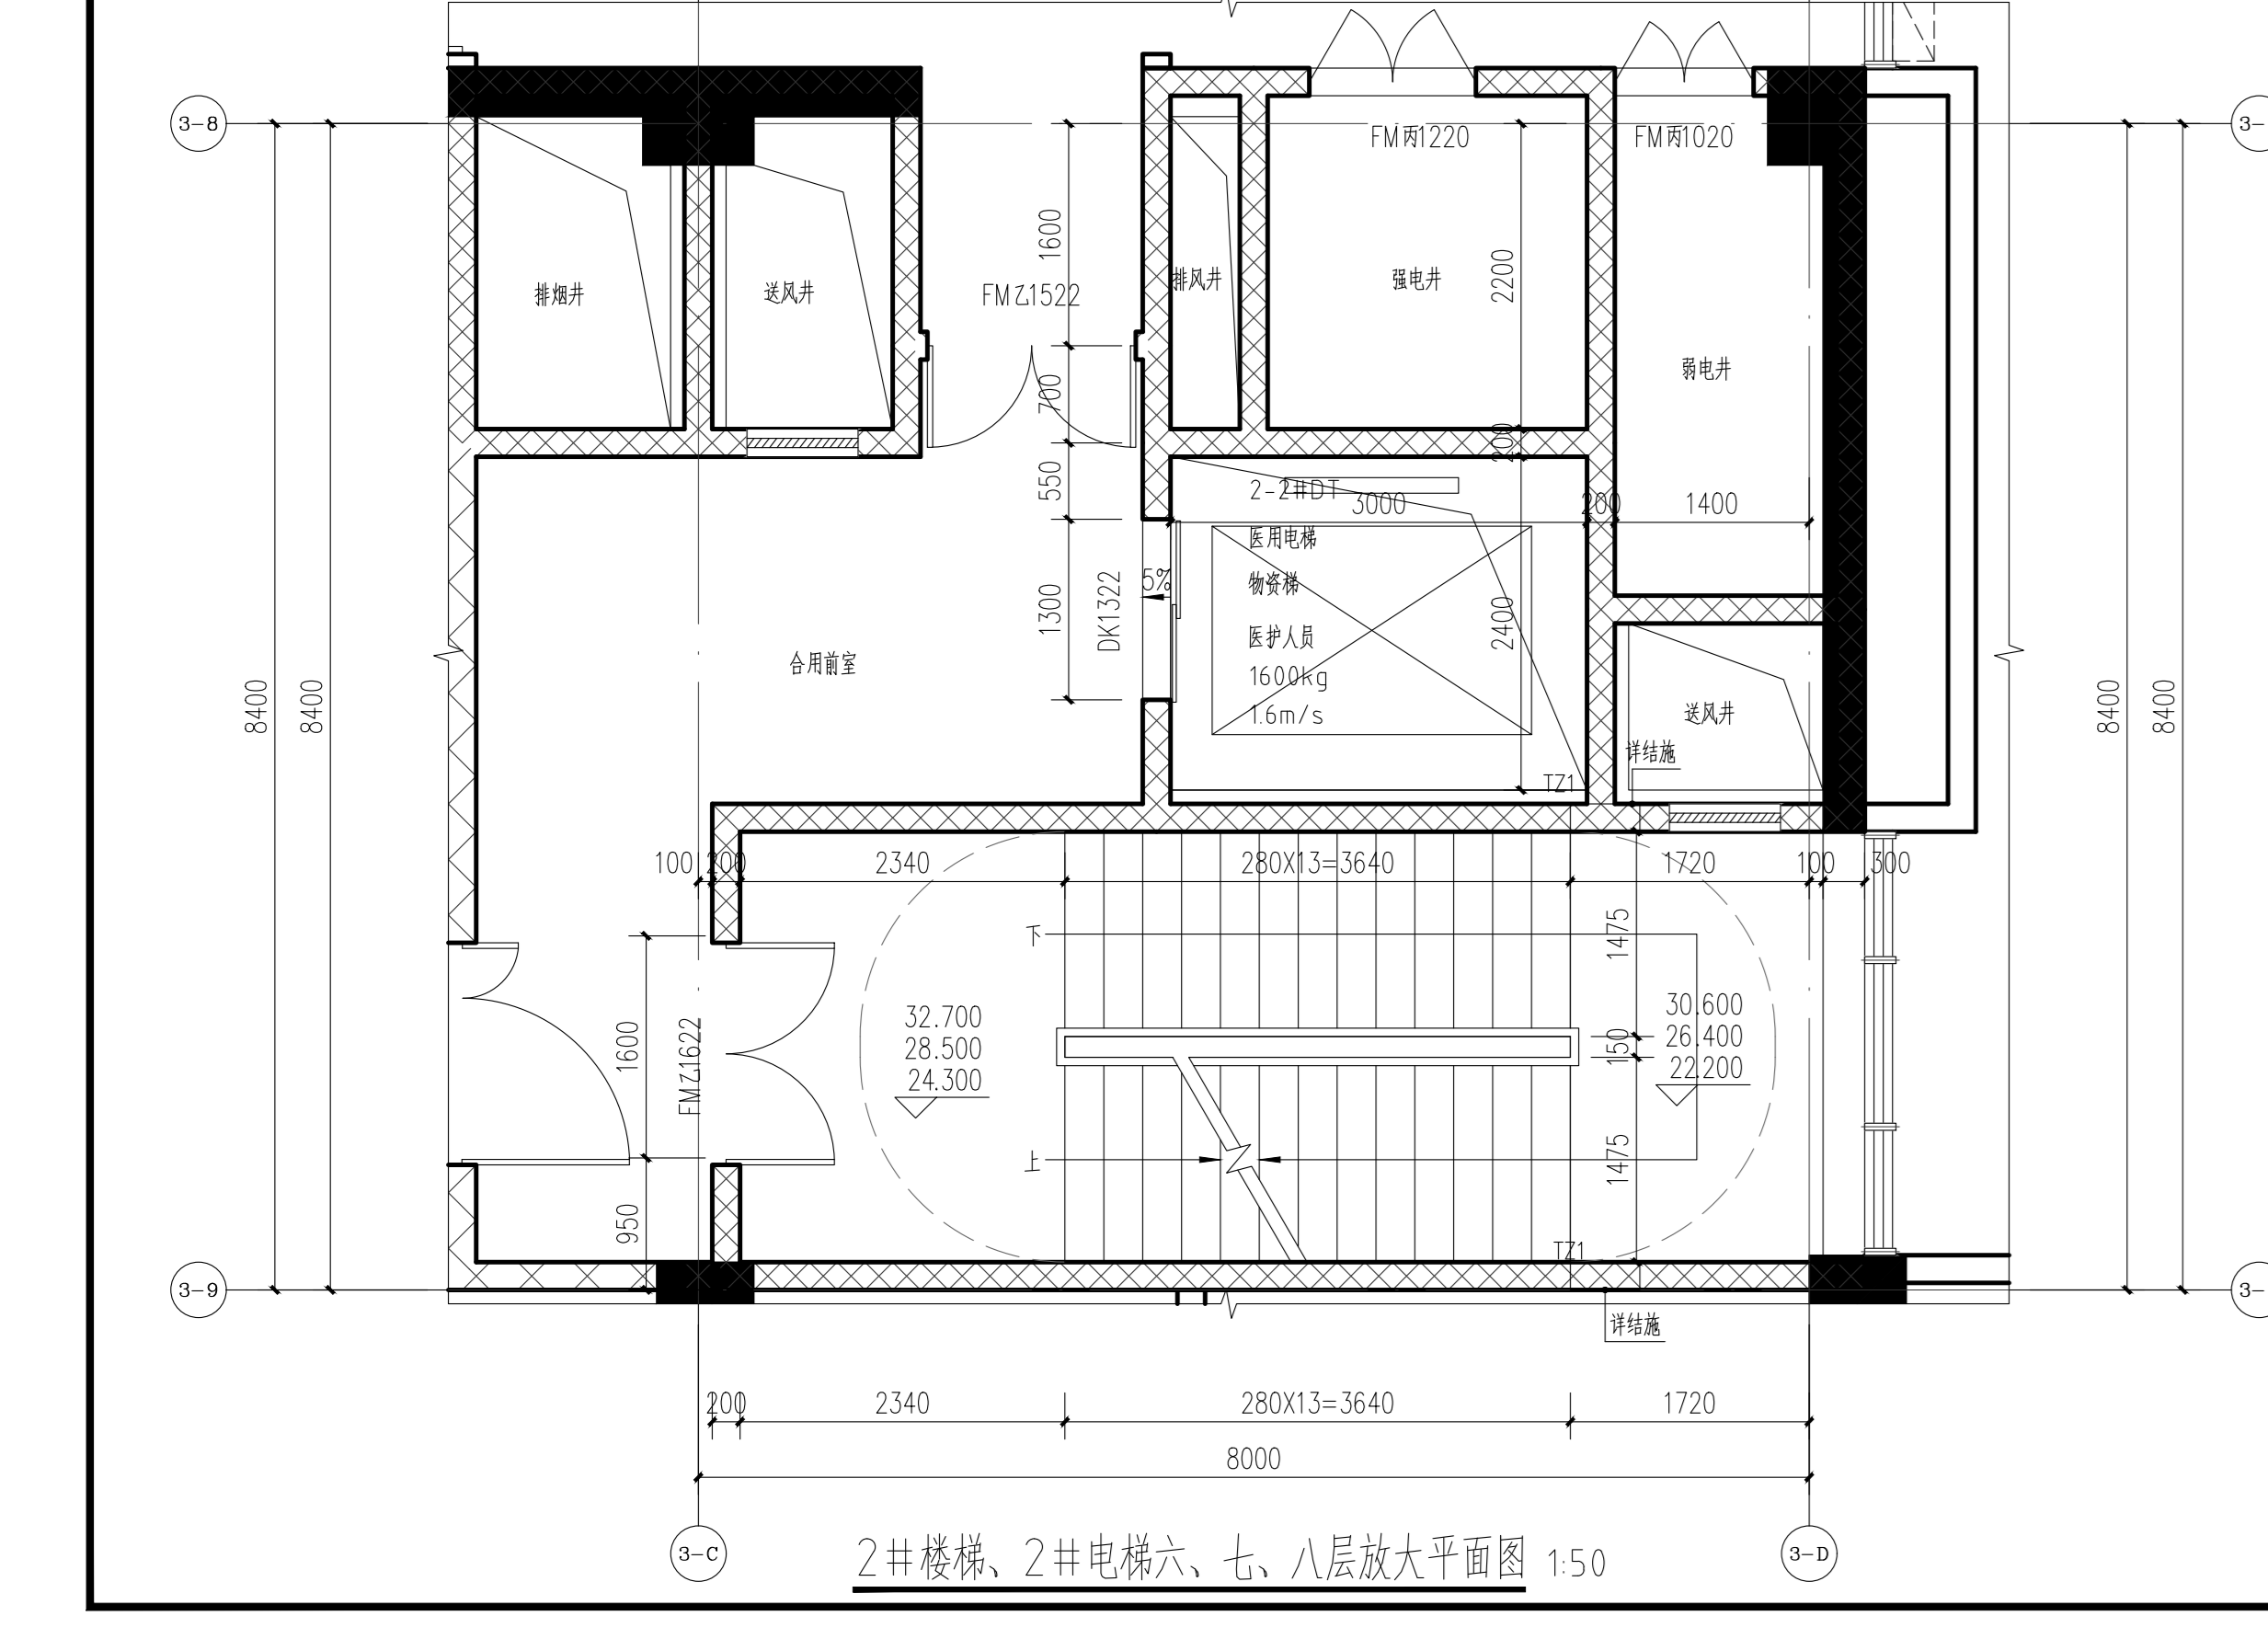 3-8
3-
FM丙1220
FM丙1020
1600
2200
排烟井
送风井
FM乙1522
排风井
强电井
弱电井
700
200
550
2-2#DT
3000
200
1400
医用电梯
5%
物资梯
1300
DK1322
2400
医护人员
合用前室
1600kg
1.6m/s
送风井
8400
8400
8400
8400
详结施
TZ1
100
200
2340
280X13=3640
1720
100
300
下
1475
32.700
28.500
24.300
30.600
26.400
22.200
1600
FM乙1622
150
上
1475
950
TZ1
3-9
3-
详结施
200
2340
280X13=3640
1720
8000
3-C
3-D
2#楼梯、2#电梯六、七、八层放大平面图 1:50